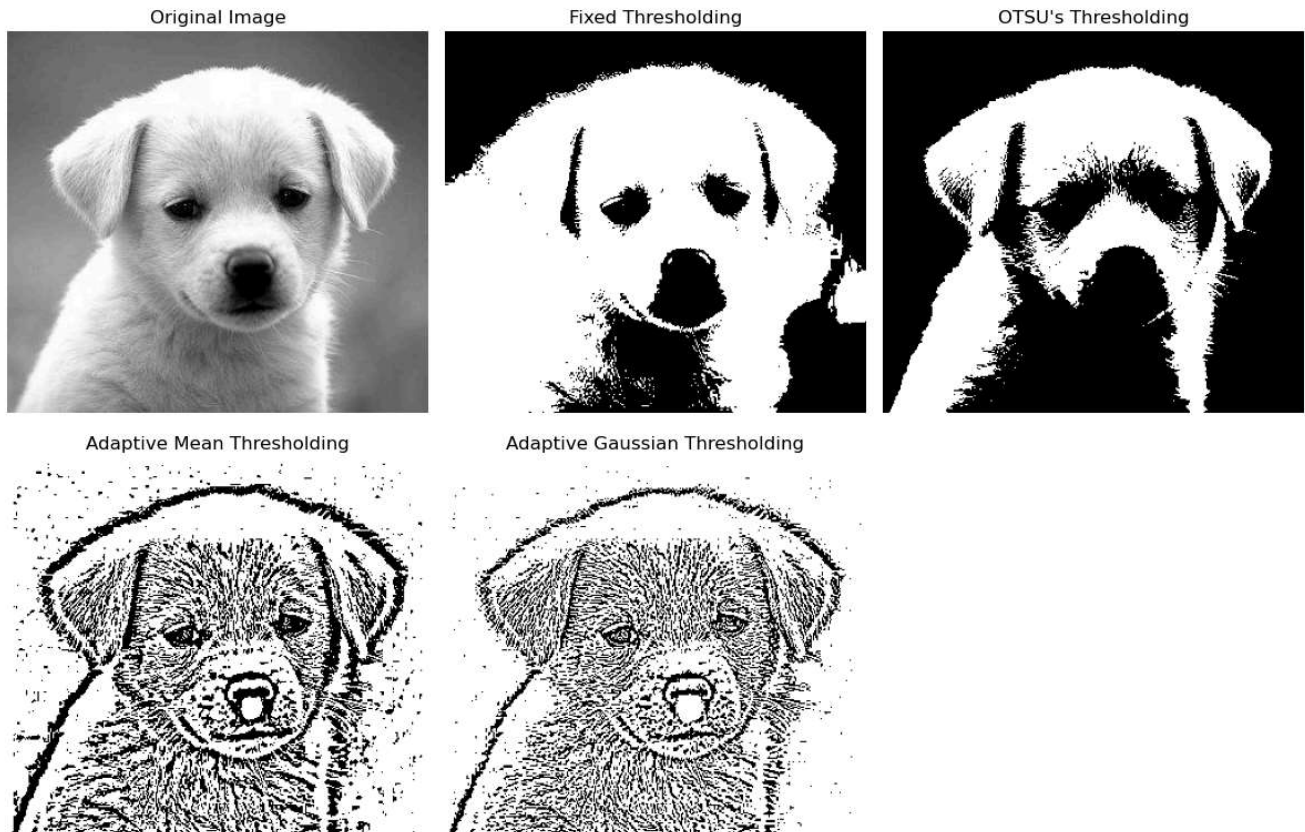 Original Image
Fixed Thresholding
OTSU's Thresholding
Adaptive Mean Thresholding
Adaptive Gaussian Thresholding